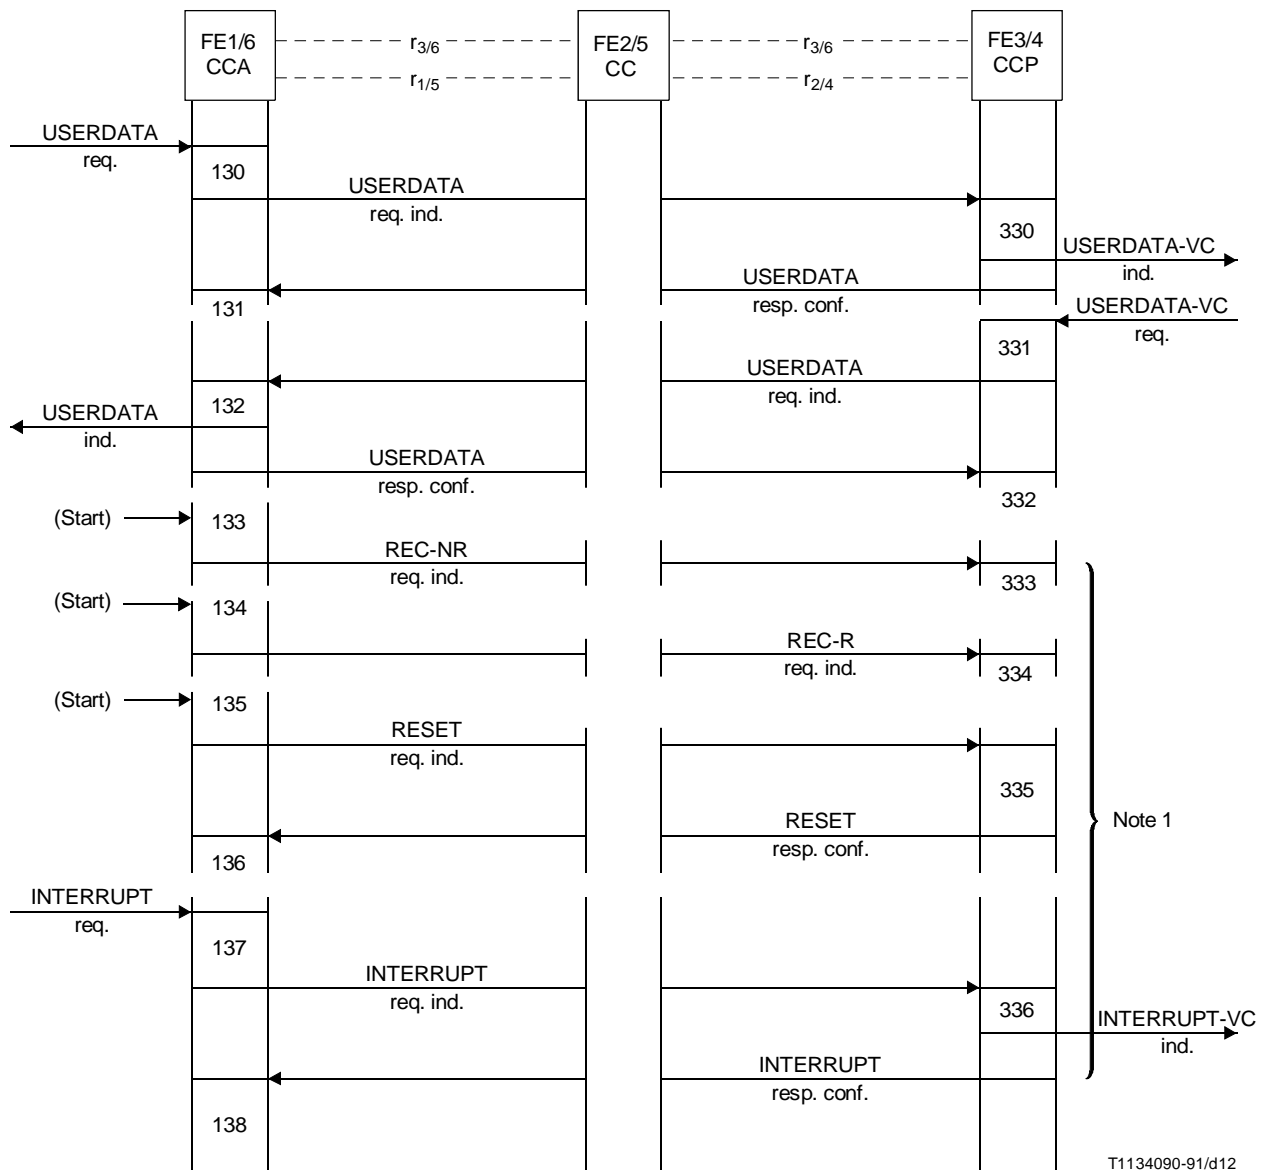 FE1/6
CCA
r3/6
r1/5
FE2/5
CC
r3/6
r2/4
FE3/4
CCP
USERDATA
req.
130
USERDATA
req. ind.
330
USERDATA-VC
ind.
USERDATA
resp. conf.
131
USERDATA-VC
req.
331
USERDATA
req. ind.
132
USERDATA
ind.
USERDATA
resp. conf.
332
(Start)
133
REC-NR
req. ind.
333
(Start)
134
REC-R
req. ind.
334
(Start)
135
RESET
req. ind.
335
RESET
resp. conf.
Note 1
136
INTERRUPT
req.
137
INTERRUPT
req. ind.
336
INTERRUPT-VC
ind.
INTERRUPT
resp. conf.
138
T1134090-91/d12